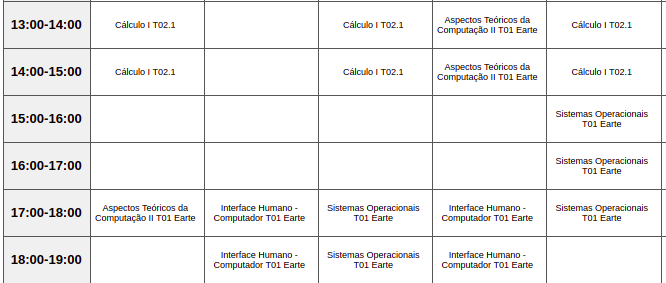 13:00-14:00
Cálculo I T02.1
Cálculo I T02.1
Aspectos Teóricos da
Computação II T01 Earte
Cálculo I T02.1
14:00-15:00
Cálculo I T02.1
Cálculo I T02.1
Aspectos Teóricos da
Computação II T01 Earte
Cálculo I T02.1
15:00-16:00
Sistemas Operacionais
T01 Earte
16:00-17:00
Sistemas Operacionais
T01 Earte
17:00-18:00
Aspectos Teóricos da
Computação II T01 Earte
Interface Humano -
Computador T01 Earte
Sistemas Operacionais
T01 Earte
Interface Humano -
Computador T01 Earte
Sistemas Operacionais
T01 Earte
18:00-19:00
Interface Humano -
Computador T01 Earte
Sistemas Operacionais
T01 Earte
Interface Humano -
Computador T01 Earte